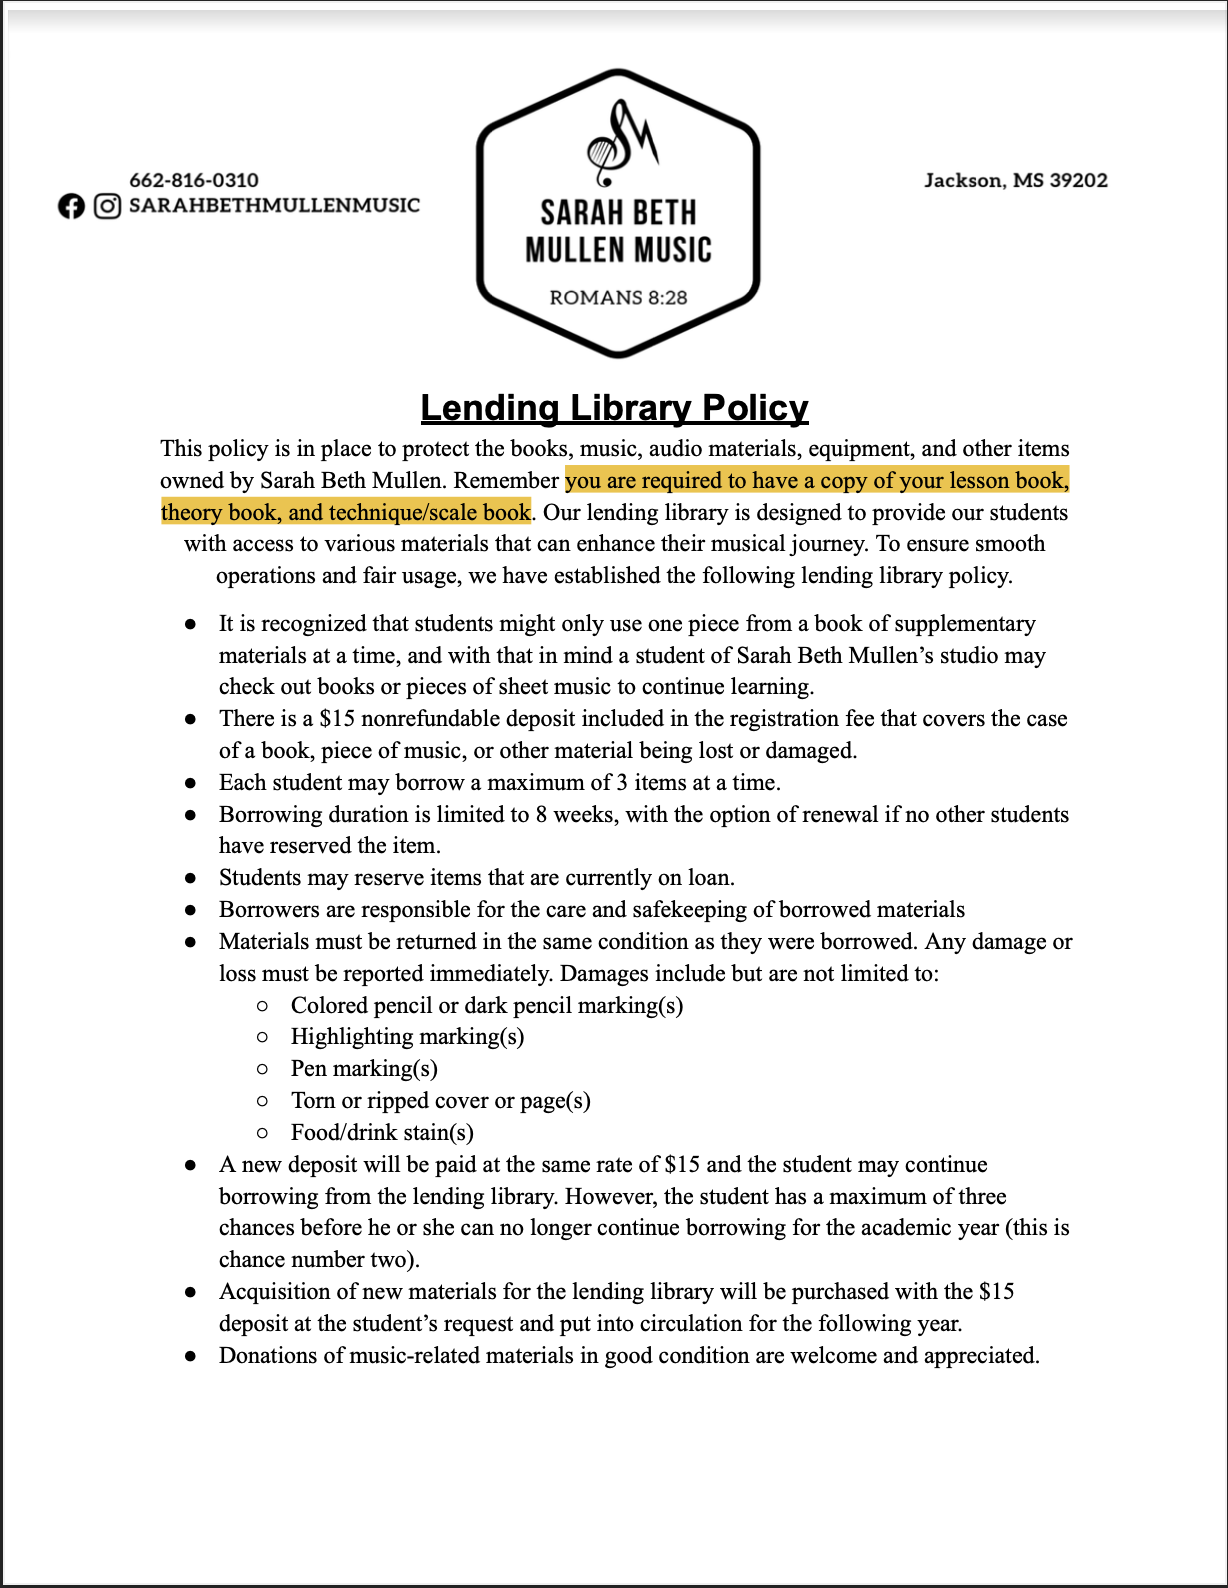 662-816-0310
SARAHBETHMULLENMUSIC
SM
SARAH BETH
MULLEN MUSIC
ROMANS 8:28
Jackson, MS 39202
Lending Library Policy
This policy is in place to protect the books, music, audio materials, equipment, and other items
owned by Sarah Beth Mullen. Remember you are required to have a copy of your lesson book,
theory book, and technique/scale book. Our lending library is designed to provide our students
with access to various materials that can enhance their musical journey. To ensure smooth
operations and fair usage, we have established the following lending library policy.
● It is recognized that students might only use one piece from a book of supplementary
materials at a time, and with that in mind a student of Sarah Beth Mullen’s studio may
check out books or pieces of sheet music to continue learning.
● There is a $15 nonrefundable deposit included in the registration fee that covers the case
of a book, piece of music, or other material being lost or damaged.
● Each student may borrow a maximum of 3 items at a time.
● Borrowing duration is limited to 8 weeks, with the option of renewal if no other students
have reserved the item.
● Students may reserve items that are currently on loan.
● Borrowers are responsible for the care and safekeeping of borrowed materials
● Materials must be returned in the same condition as they were borrowed. Any damage or
loss must be reported immediately. Damages include but are not limited to:
○ Colored pencil or dark pencil marking(s)
○ Highlighting marking(s)
○ Pen marking(s)
○ Torn or ripped cover or page(s)
○ Food/drink stain(s)
● A new deposit will be paid at the same rate of $15 and the student may continue
borrowing from the lending library. However, the student has a maximum of three
chances before he or she can no longer continue borrowing for the academic year (this is
chance number two).
● Acquisition of new materials for the lending library will be purchased with the $15
deposit at the student’s request and put into circulation for the following year.
● Donations of music-related materials in good condition are welcome and appreciated.